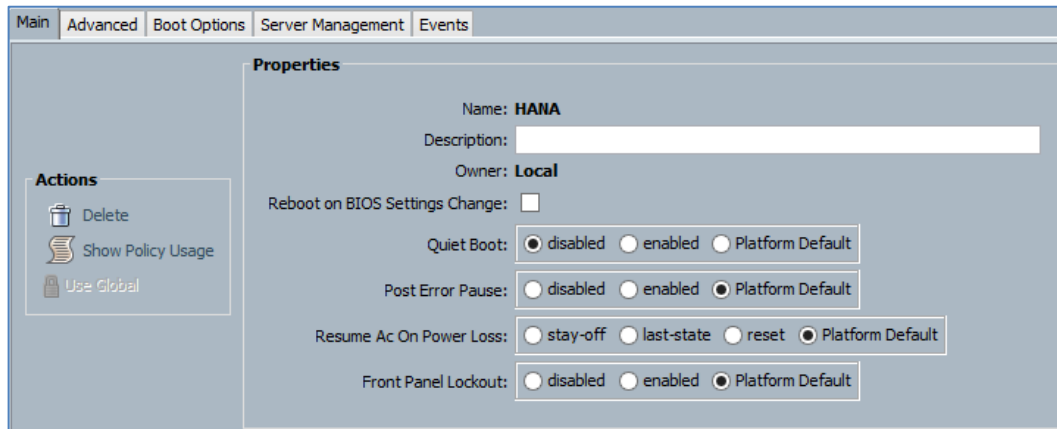 Main Advanced Boot Options Server Management Events
Actions
Delete
Show Policy Usage
Use Global
Properties
Name: HANA
Description:
Owner: Local
Reboot on BIOS Settings Change:
Quiet Boot: disabled enabled Platform Default
Post Error Pause: disabled enabled Platform Default
Resume Ac On Power Loss: stay-off last-state reset Platform Default
Front Panel Lockout: disabled enabled Platform Default